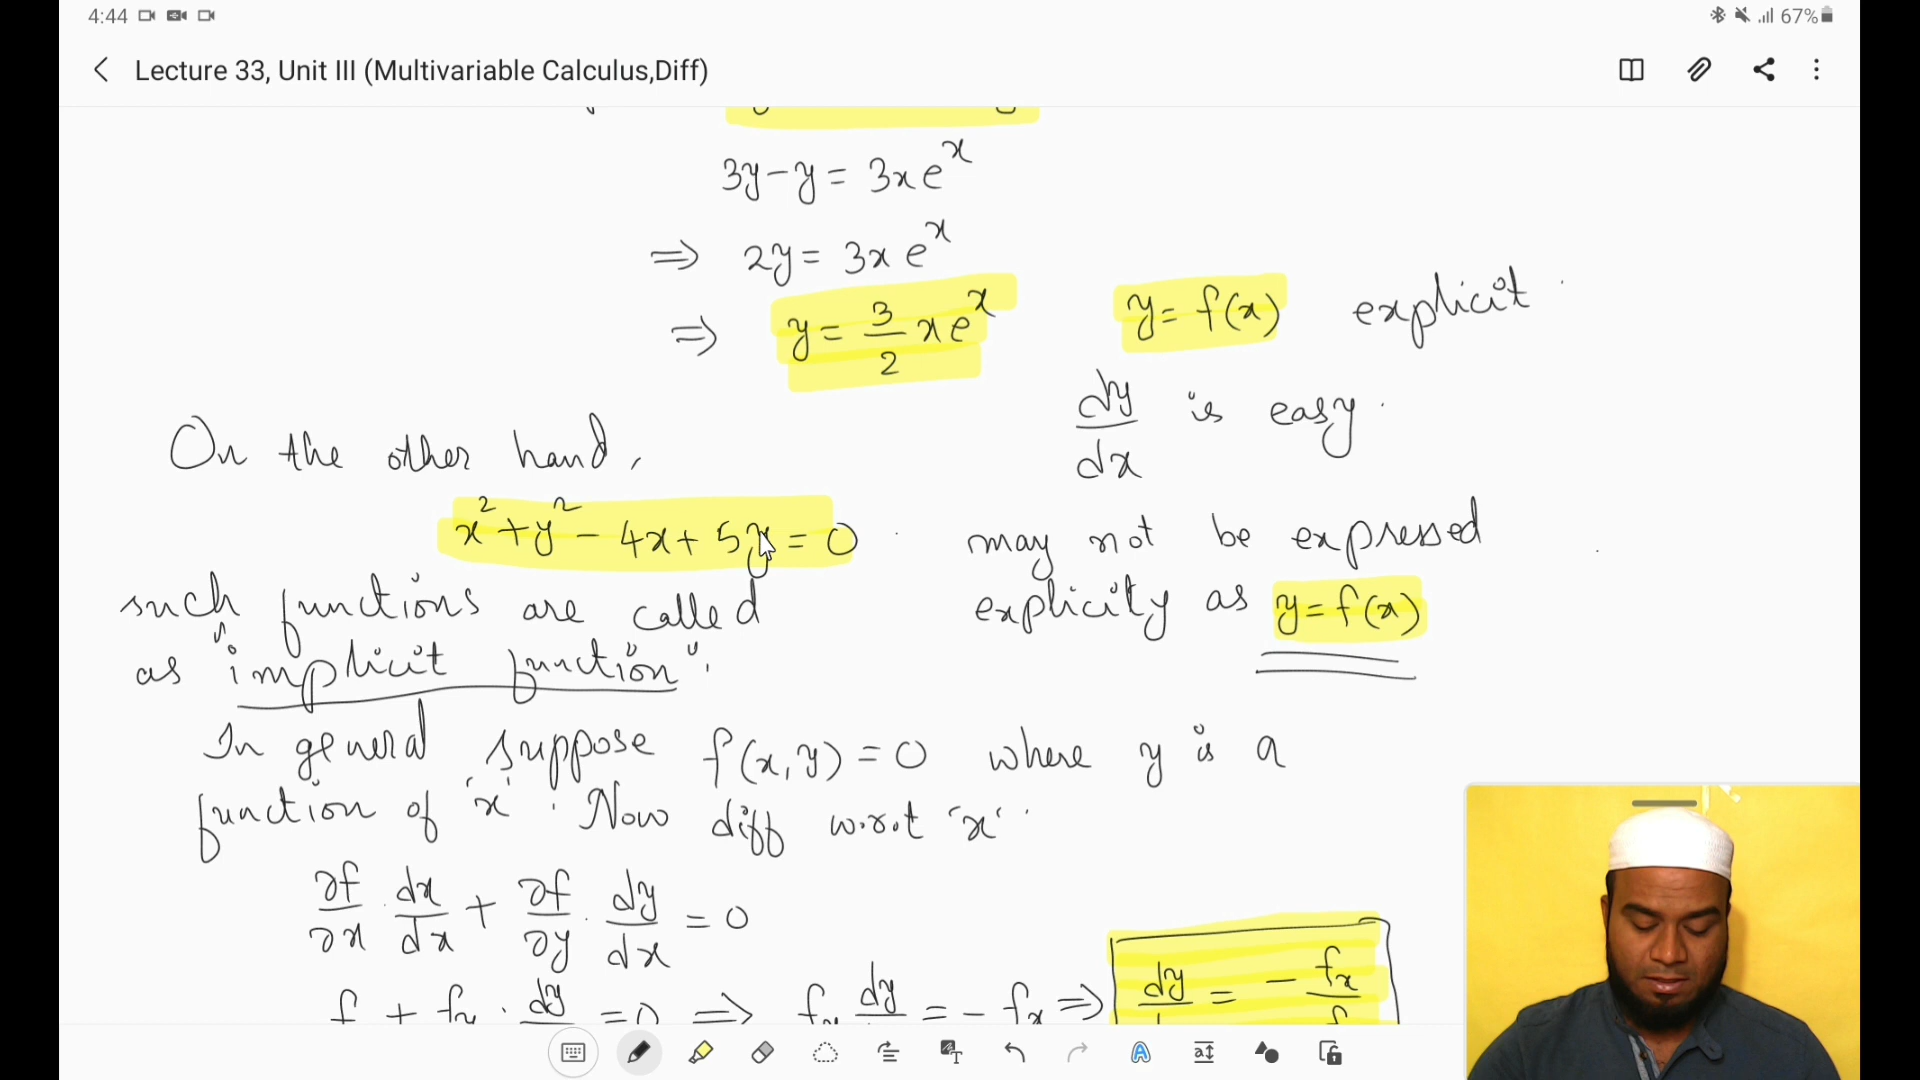 4:44 67%
Lecture 33, Unit III (Multivariable Calculus,Diff)
3y-y = 3xe^x
⇒ 2y = 3xe^x
⇒ y = 3/2 xe^x y = f(x) explicit
dy/dx is easy.
On the other hand,
x²+y²-4x+5y=0 may not be expressed
explicity as y=f(x)
such functions are called
as "implicit function".
In general suppose f(x,y)=0 where y is a
function of 'x'. Now diff w.r.t 'x'.
∂f/∂x · dx/dx + ∂f/∂y · dy/dx = 0